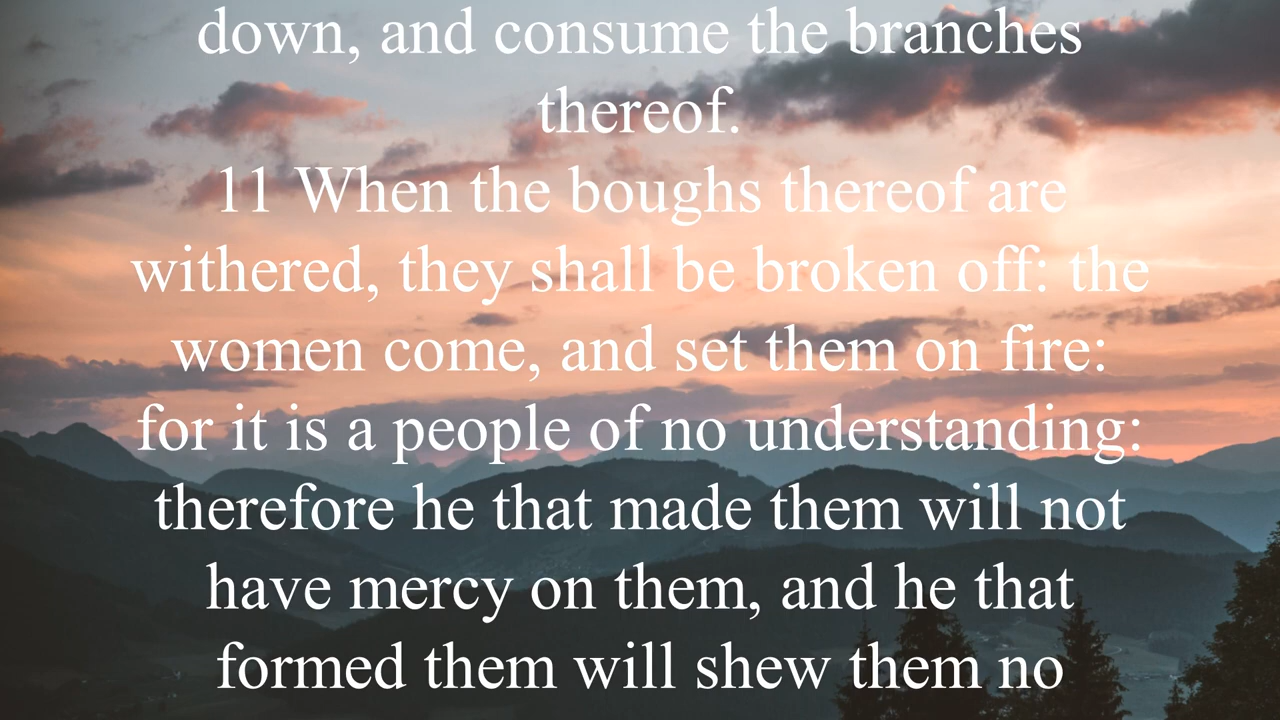 down, and consume the branches
thereof.
11 When the boughs thereof are
withered, they shall be broken off: the
women come, and set them on fire:
for it is a people of no understanding:
therefore he that made them will not
have mercy on them, and he that
formed them will shew them no